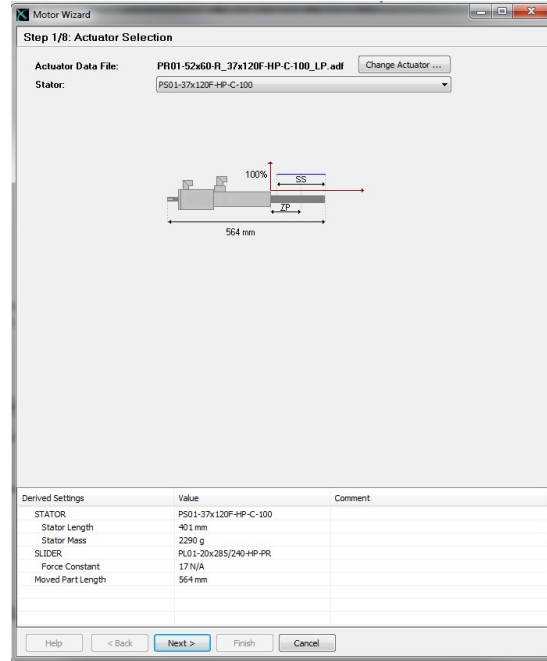 Motor Wizard
Step 1/8: Actuator Selection
Actuator Data File: PR01-52x60-R_37x120F-HP-C-100_LP.adf Change Actuator ...
Stator: PS01-37x120F-HP-C-100
100% SS
ZP
564 mm
Derived Settings Value Comment
STATOR PS01-37x120F-HP-C-100
Stator Length 401 mm
Stator Mass 2290 g
SLIDER PL01-20x285/240-HP-PR
Force Constant 17 N/A
Moved Part Length 564 mm
Help < Back Next > Finish Cancel